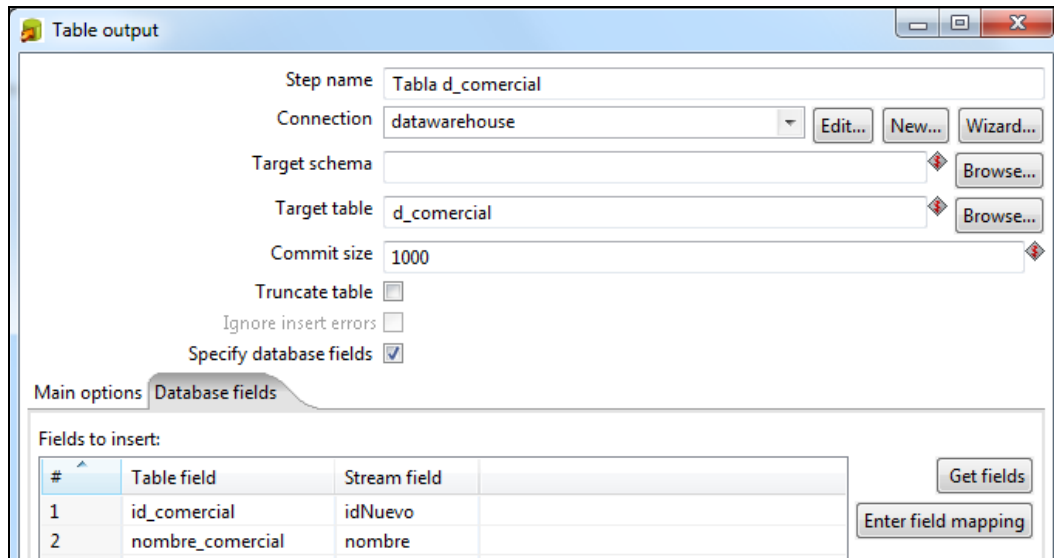 Table output
Step name Tabla d_comercial
Connection datawarehouse Edit... New... Wizard...
Target schema Browse...
Target table d_comercial Browse...
Commit size 1000
Truncate table
Ignore insert errors
Specify database fields
Main options Database fields
Fields to insert:
# Table field Stream field Get fields
1 id_comercial idNuevo Enter field mapping
2 nombre_comercial nombre